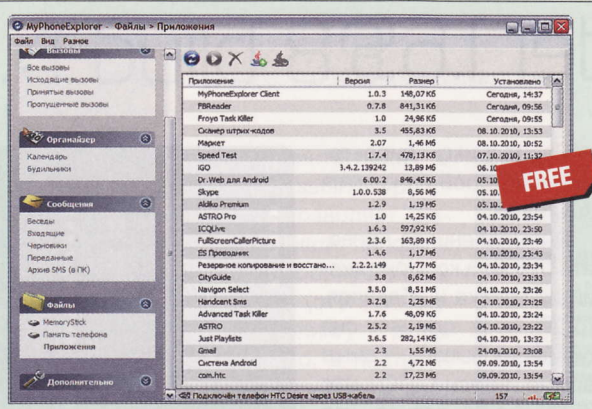 MyPhoneExplorer - Файлы > Приложения
Файл Вид Разное
Вызовы
Все вызовы
Исходящие вызовы
Принятые вызовы
Пропущенные вызовы
Органайзер
Календарь
Будильники
Сообщения
Беседы
Входящие
Черновики
Переданные
Архив SMS (в ПК)
Файлы
MemoryStick
Память телефона
Приложения
Дополнительно
Приложение Версия Размер Установлено
MyPhoneExplorer Client 1.0.3 148,07 Кб Сегодня, 14:37
FBReader 0.7.8 841,31 Кб Сегодня, 09:56
Froyo Task Killer 1.0 24,96 Кб Сегодня, 09:55
Сканер штрих-кодов 3.5 455,83 Кб 08.10.2010, 13:53
Маркет 2.07 1,46 Мб 08.10.2010, 10:52
Speed Test 1.7.4 478,13 Кб 07.10.2010, 11:32
iGO 3.4.2.139242 13,89 Мб 06.10
Dr.Web для Android 6.00.2 846,45 Кб 05.10
Skype 1.0.0.538 8,56 Мб 05.10
Aldiko Premium 1.2.9 1,19 Мб 05.10
FREE
ASTRO Pro 1.0 14,25 Кб 04.10.2010, 23:54
ICQLive 1.6.3 597,92 Кб 04.10.2010, 23:50
FullScreenCallerPicture 2.3.6 163,89 Кб 04.10.2010, 23:49
ES Проводник 1.4.6 1,17 Мб 04.10.2010, 23:43
Резервное копирование и восстано... 2.2.2.149 1,77 Мб 04.10.2010, 23:34
CityGuide 3.8 8,62 Мб 04.10.2010, 23:33
Navigon Select 3.5.0 8,51 Мб 04.10.2010, 23:26
Handcent Sms 3.2.9 2,25 Мб 04.10.2010, 23:25
Advanced Task Killer 1.7.6 48,09 Кб 04.10.2010, 23:24
ASTRO 2.5.2 2,19 Мб 04.10.2010, 23:22
Just Playlists 3.6.5 282,14 Кб 04.10.2010, 13:32
Gmail 2.3 1,55 Мб 24.09.2010, 23:08
Система Android 2.2 4,72 Мб 09.09.2010, 13:54
com.htc 2.2 17,23 Мб 09.09.2010, 13:54
Подключён телефон HTC Desire через USB-кабель 157